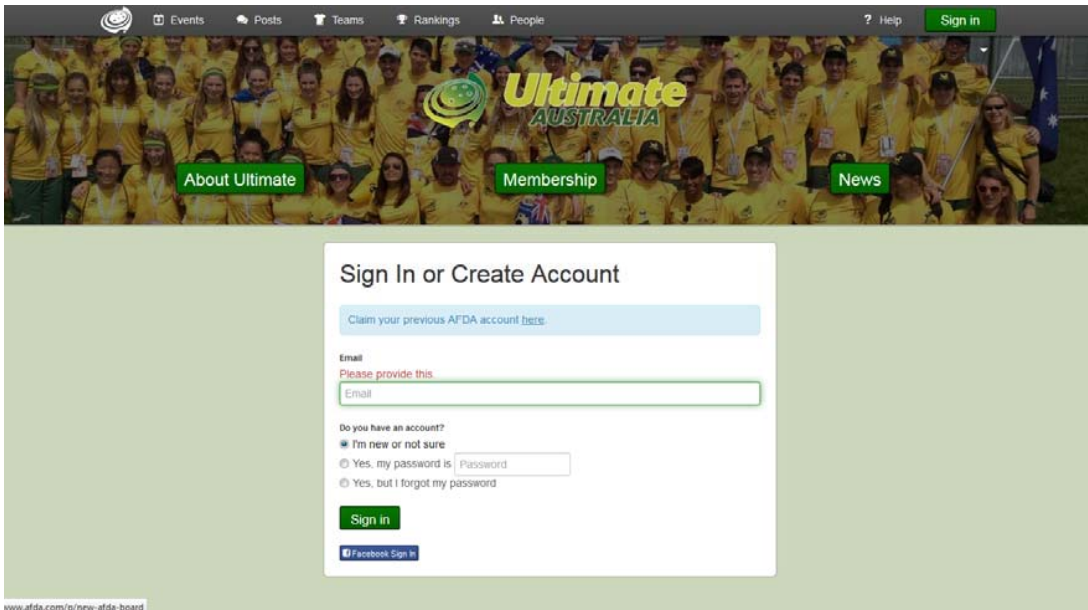 Events Posts Teams Rankings People ? Help Sign in
Ultimate
AUSTRALIA
About Ultimate Membership News
Sign In or Create Account
Claim your previous AFDA account here.
Email
Please provide this.
Email
Do you have an account?
I'm new or not sure
Yes, my password is Password
Yes, but I forgot my password
Sign in
Facebook Sign In
www.afda.com/p/new-afda-board